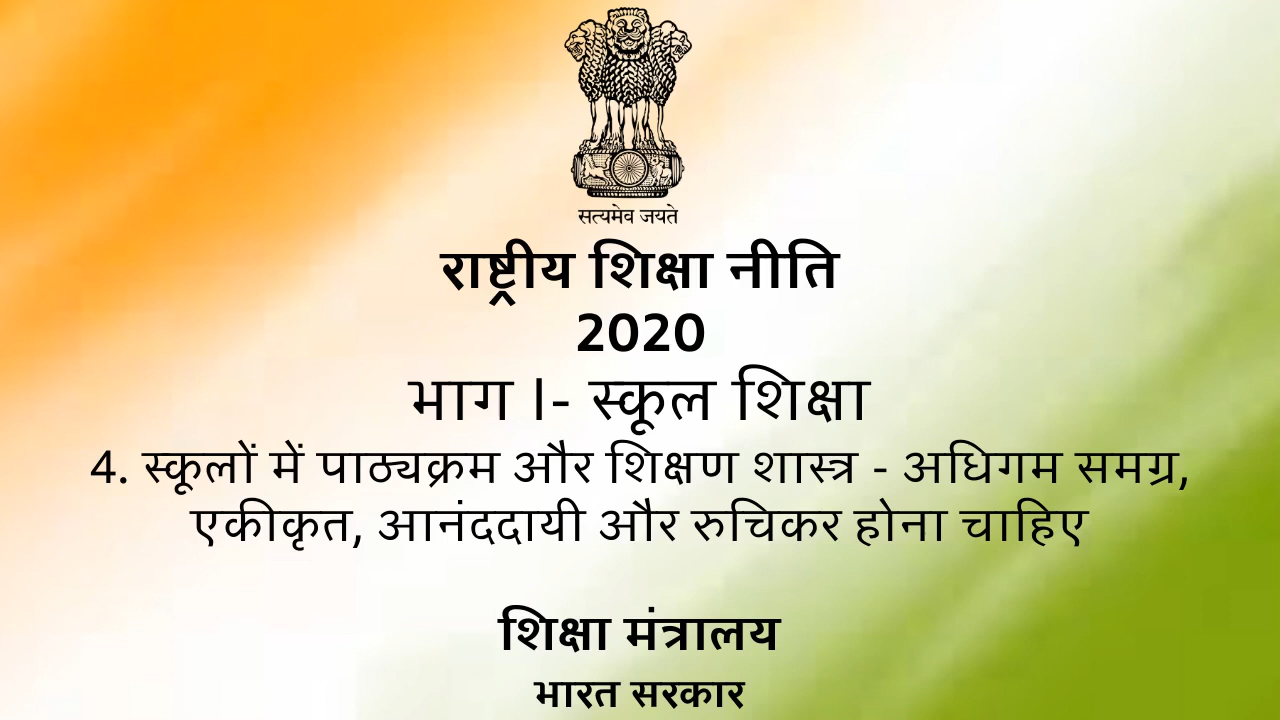 सत्यमेव जयते
राष्ट्रीय शिक्षा नीति
2020
भाग I- स्कूल शिक्षा
4. स्कूलों में पाठ्यक्रम और शिक्षण शास्त्र - अधिगम समग्र,
एकीकृत, आनंददायी और रुचिकर होना चाहिए
शिक्षा मंत्रालय
भारत सरकार